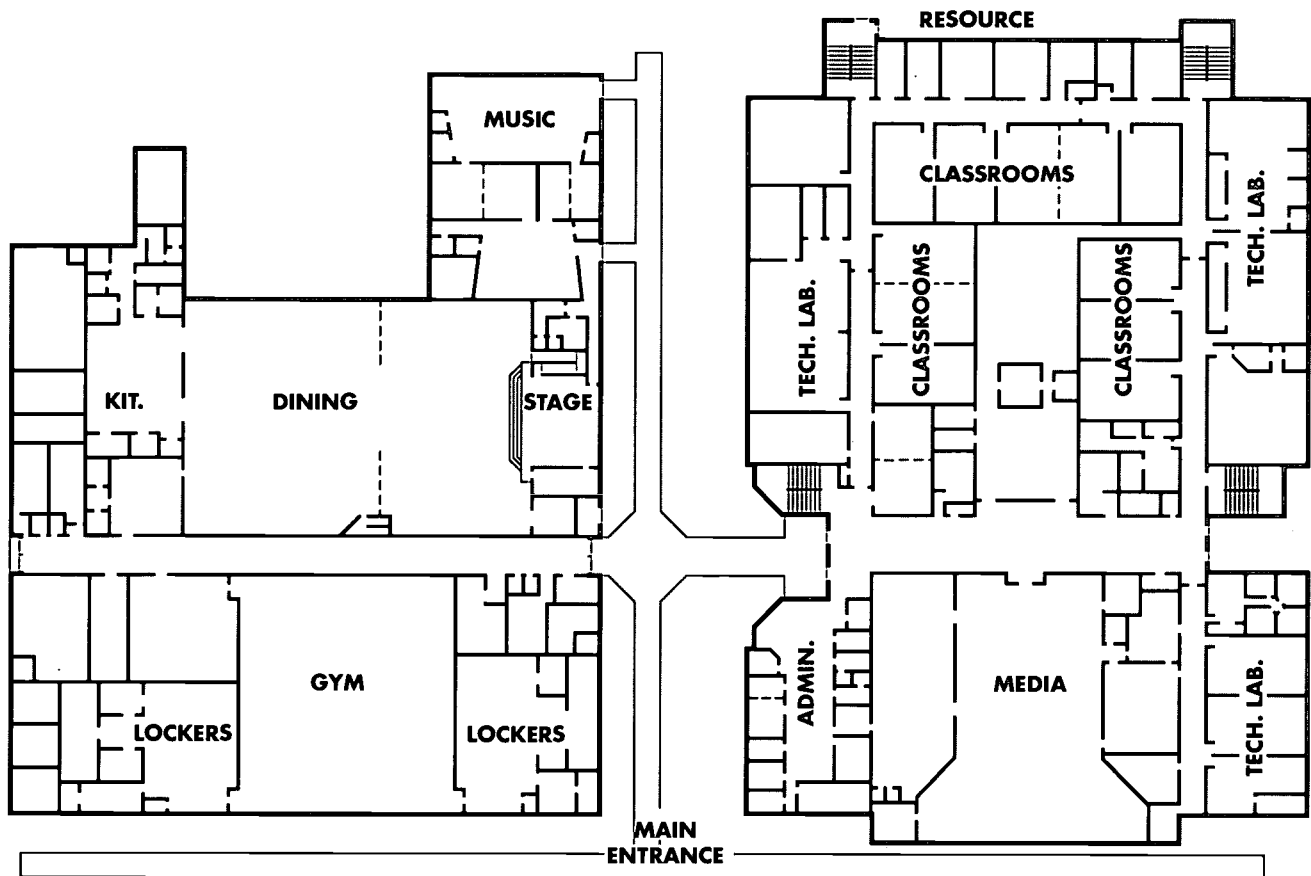 RESOURCE
MUSIC
CLASSROOMS
TECH. LAB.
CLASSROOMS
CLASSROOMS
TECH. LAB.
KIT.
DINING
STAGE
GYM
LOCKERS
LOCKERS
ADMIN.
MEDIA
TECH. LAB.
MAIN
ENTRANCE